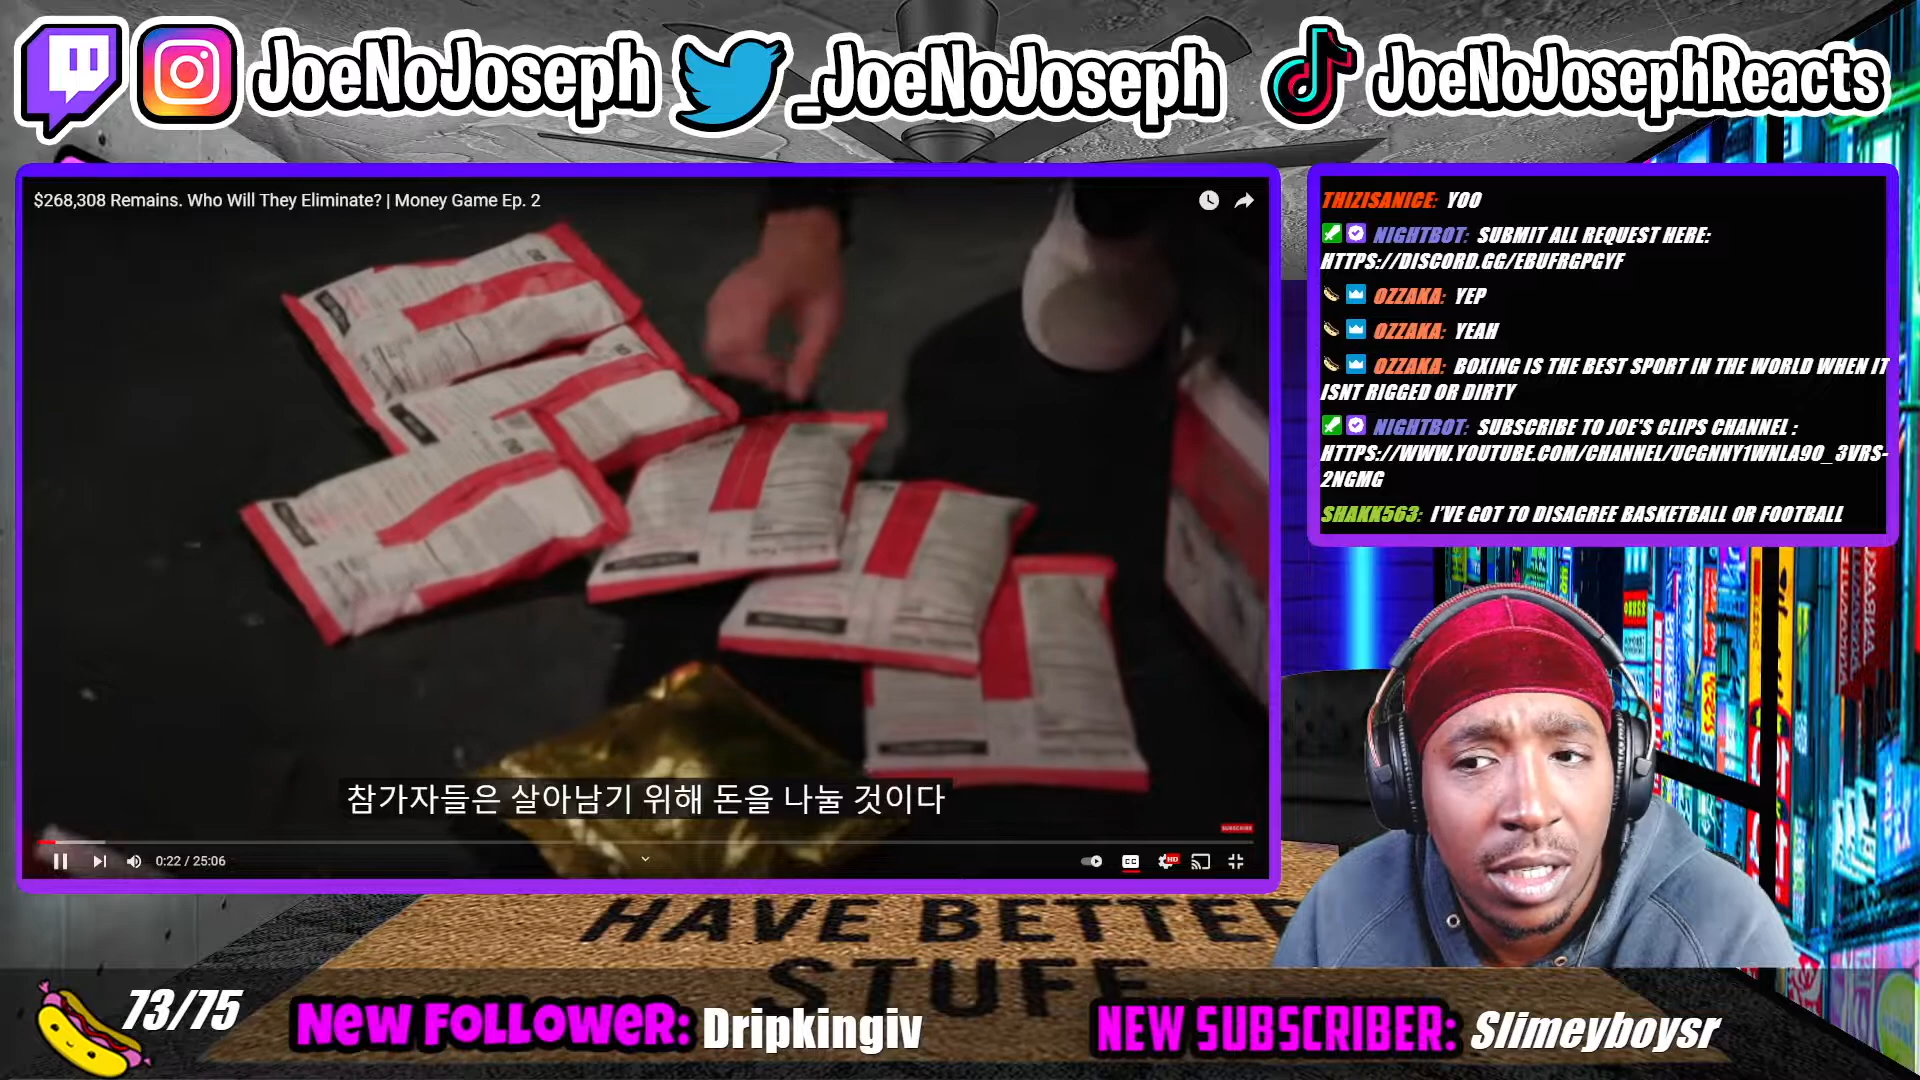 JoeNoJoseph
_JoeNoJoseph
JoeNoJosephReacts
$268,308 Remains. Who Will They Eliminate? | Money Game Ep. 2
참가자들은 살아남기 위해 돈을 나눌 것이다
SUBSCRIBE
0:22 / 25:06
CC
HD
THIZISANICE: YOO
NIGHTBOT: SUBMIT ALL REQUEST HERE:
HTTPS://DISCORD.GG/EBUFRGPGYF
OZZAKA: YEP
OZZAKA: YEAH
OZZAKA: BOXING IS THE BEST SPORT IN THE WORLD WHEN IT
ISNT RIGGED OR DIRTY
NIGHTBOT: SUBSCRIBE TO JOE'S CLIPS CHANNEL :
HTTPS://WWW.YOUTUBE.COM/CHANNEL/UCGNNY1WNLA9O_3VRS-
2NGMG
SHAKK563: I'VE GOT TO DISAGREE BASKETBALL OR FOOTBALL
HAVE BETTER
STUFF
73/75
NEW FOLLOWER: Dripkingiv
NEW SUBSCRIBER: Slimeyboysr